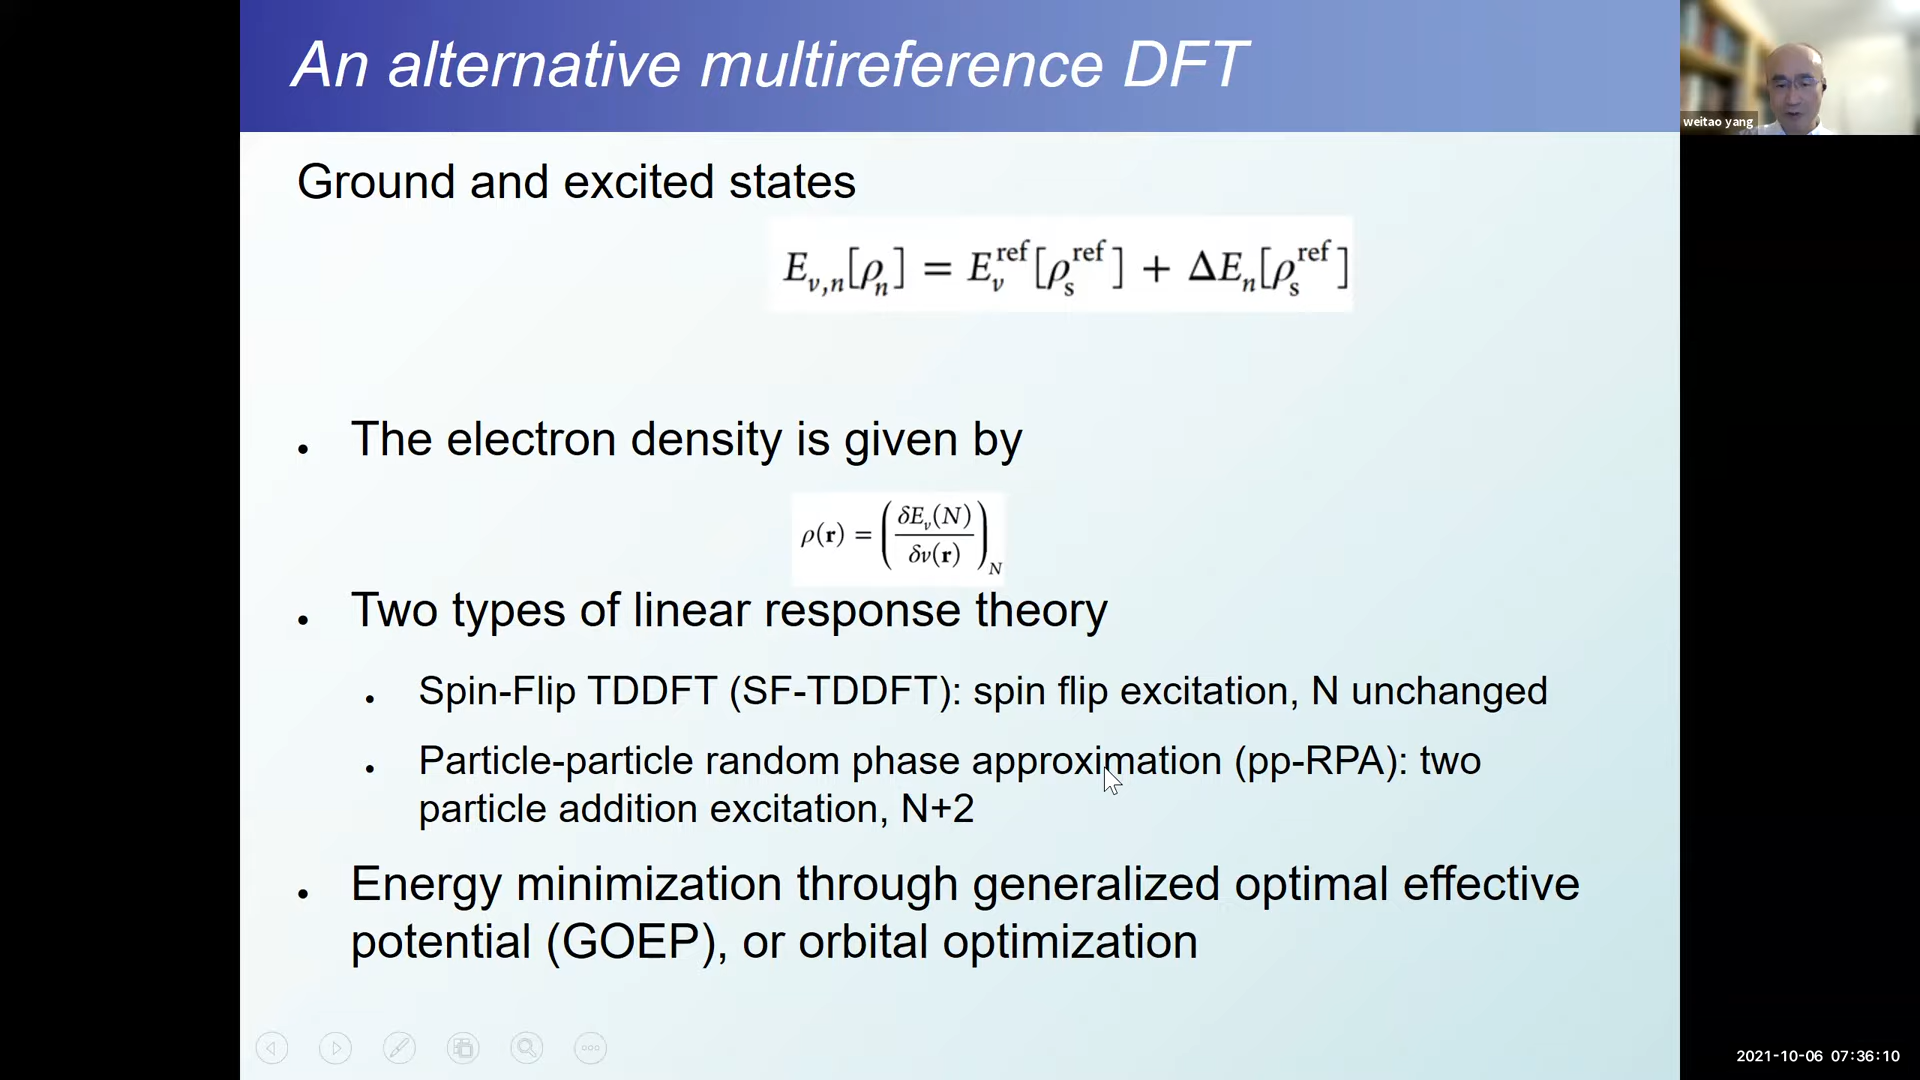 An alternative multireference DFT
weitao yang
Ground and excited states
E_{v,n}[ρ_n] = E_v^{ref}[ρ_s^{ref}] + ΔE_n[ρ_s^{ref}]
• The electron density is given by
ρ(r) = (δE_v(N) / δv(r))_N
• Two types of linear response theory
• Spin-Flip TDDFT (SF-TDDFT): spin flip excitation, N unchanged
• Particle-particle random phase approximation (pp-RPA): two
particle addition excitation, N+2
• Energy minimization through generalized optimal effective
potential (GOEP), or orbital optimization
2021-10-06 07:36:10